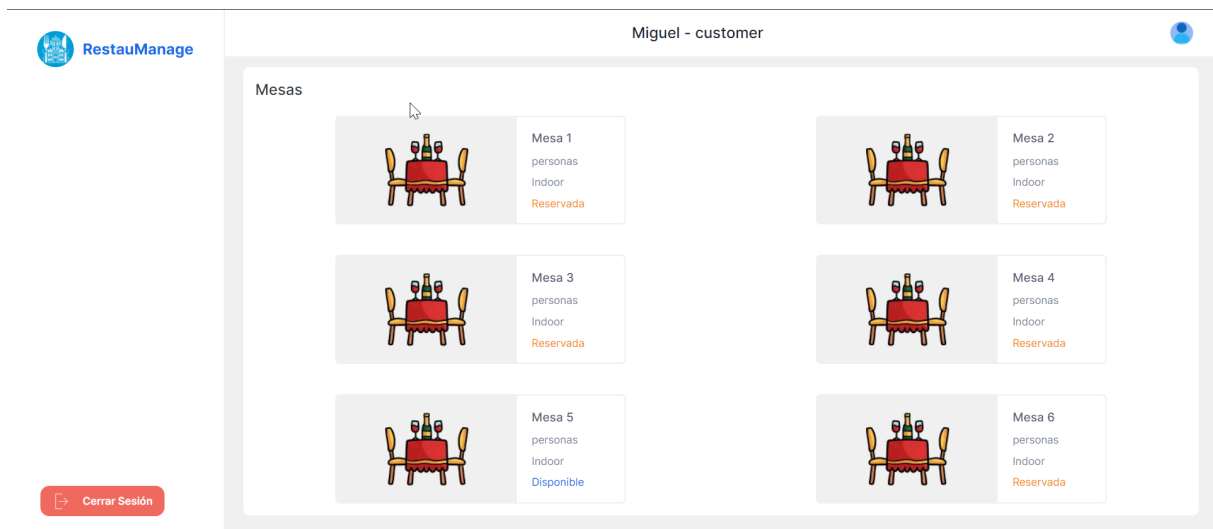 RestauManage
Miguel - customer
Mesas
Mesa 1
personas
Indoor
Reservada
Mesa 2
personas
Indoor
Reservada
Mesa 3
personas
Indoor
Reservada
Mesa 4
personas
Indoor
Reservada
Mesa 5
personas
Indoor
Disponible
Mesa 6
personas
Indoor
Reservada
Cerrar Sesión